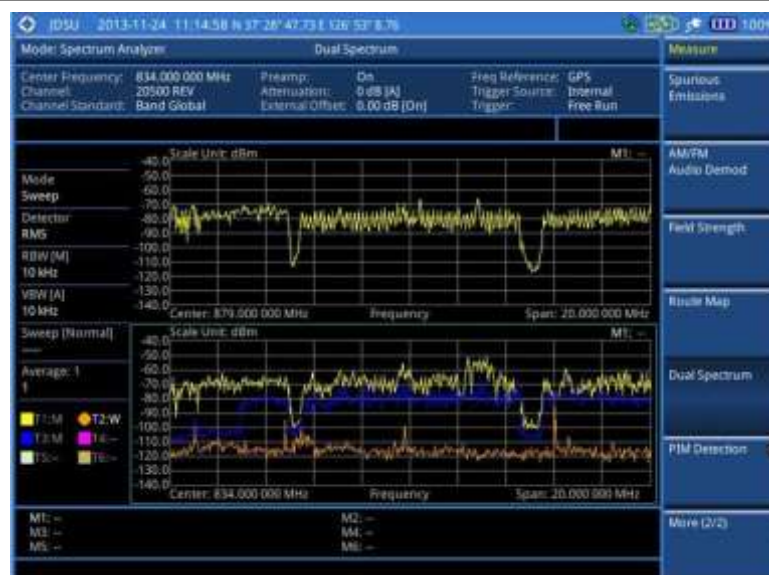 JDSU 2013-11-24 11:14:58 N 37° 26' 47.73 E 126° 53' 8.76 100%
Mode: Spectrum Analyzer Dual Spectrum Measure
Center Frequency: 834.000 000 MHz Preamp: On Freq Reference: GPS
Channel: 20500 REV Attenuation: 0 dB [A] Trigger Source: Internal
Channel Standard: Band Global External Offset: 0.00 dB [On] Trigger: Free Run
Mode
Sweep
Detector
RMS
RBW [M]
10 kHz
VBW [A]
10 kHz
Sweep [Normal]
Average: 1
1
T1:M T2:W
T3:M T4:--
T5:-- T6:--
Scale Unit: dBm M1: --
-40.0
-50.0
-60.0
-70.0
-80.0
-90.0
-100.0
-110.0
-120.0
-130.0
-140.0
Center: 879.000 000 MHz Frequency Span: 20.000 000 MHz
Scale Unit: dBm M1: --
-40.0
-50.0
-60.0
-70.0
-80.0
-90.0
-100.0
-110.0
-120.0
-130.0
-140.0
Center: 834.000 000 MHz Frequency Span: 20.000 000 MHz
M1: -- M2: --
M3: -- M4: --
M5: -- M6: --
Spurious
Emissions
AM/FM
Audio Demod
Field Strength
Route Map
Dual Spectrum
PIM Detection
More (2/2)